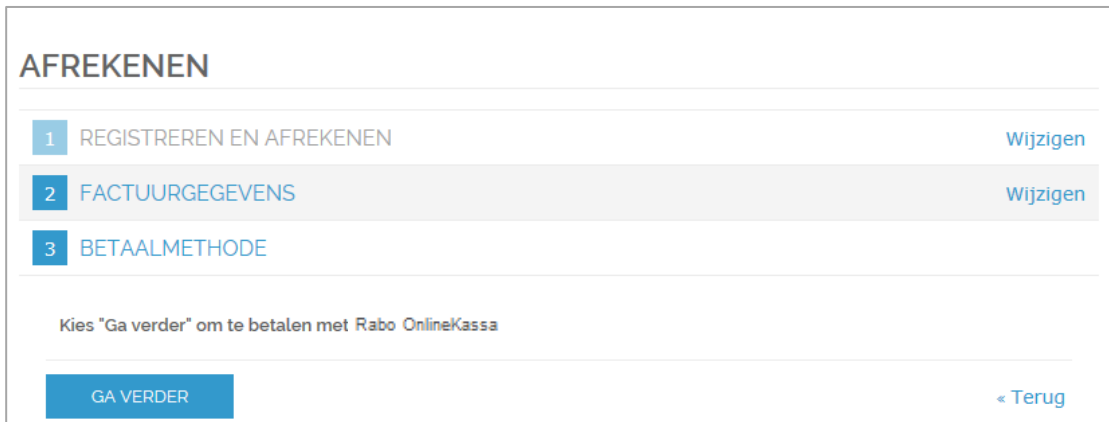 AFREKENEN
1 REGISTREREN EN AFREKENEN Wijzigen
2 FACTUURGEGEVENS Wijzigen
3 BETAALMETHODE
Kies "Ga verder" om te betalen met Rabo OnlineKassa
GA VERDER « Terug